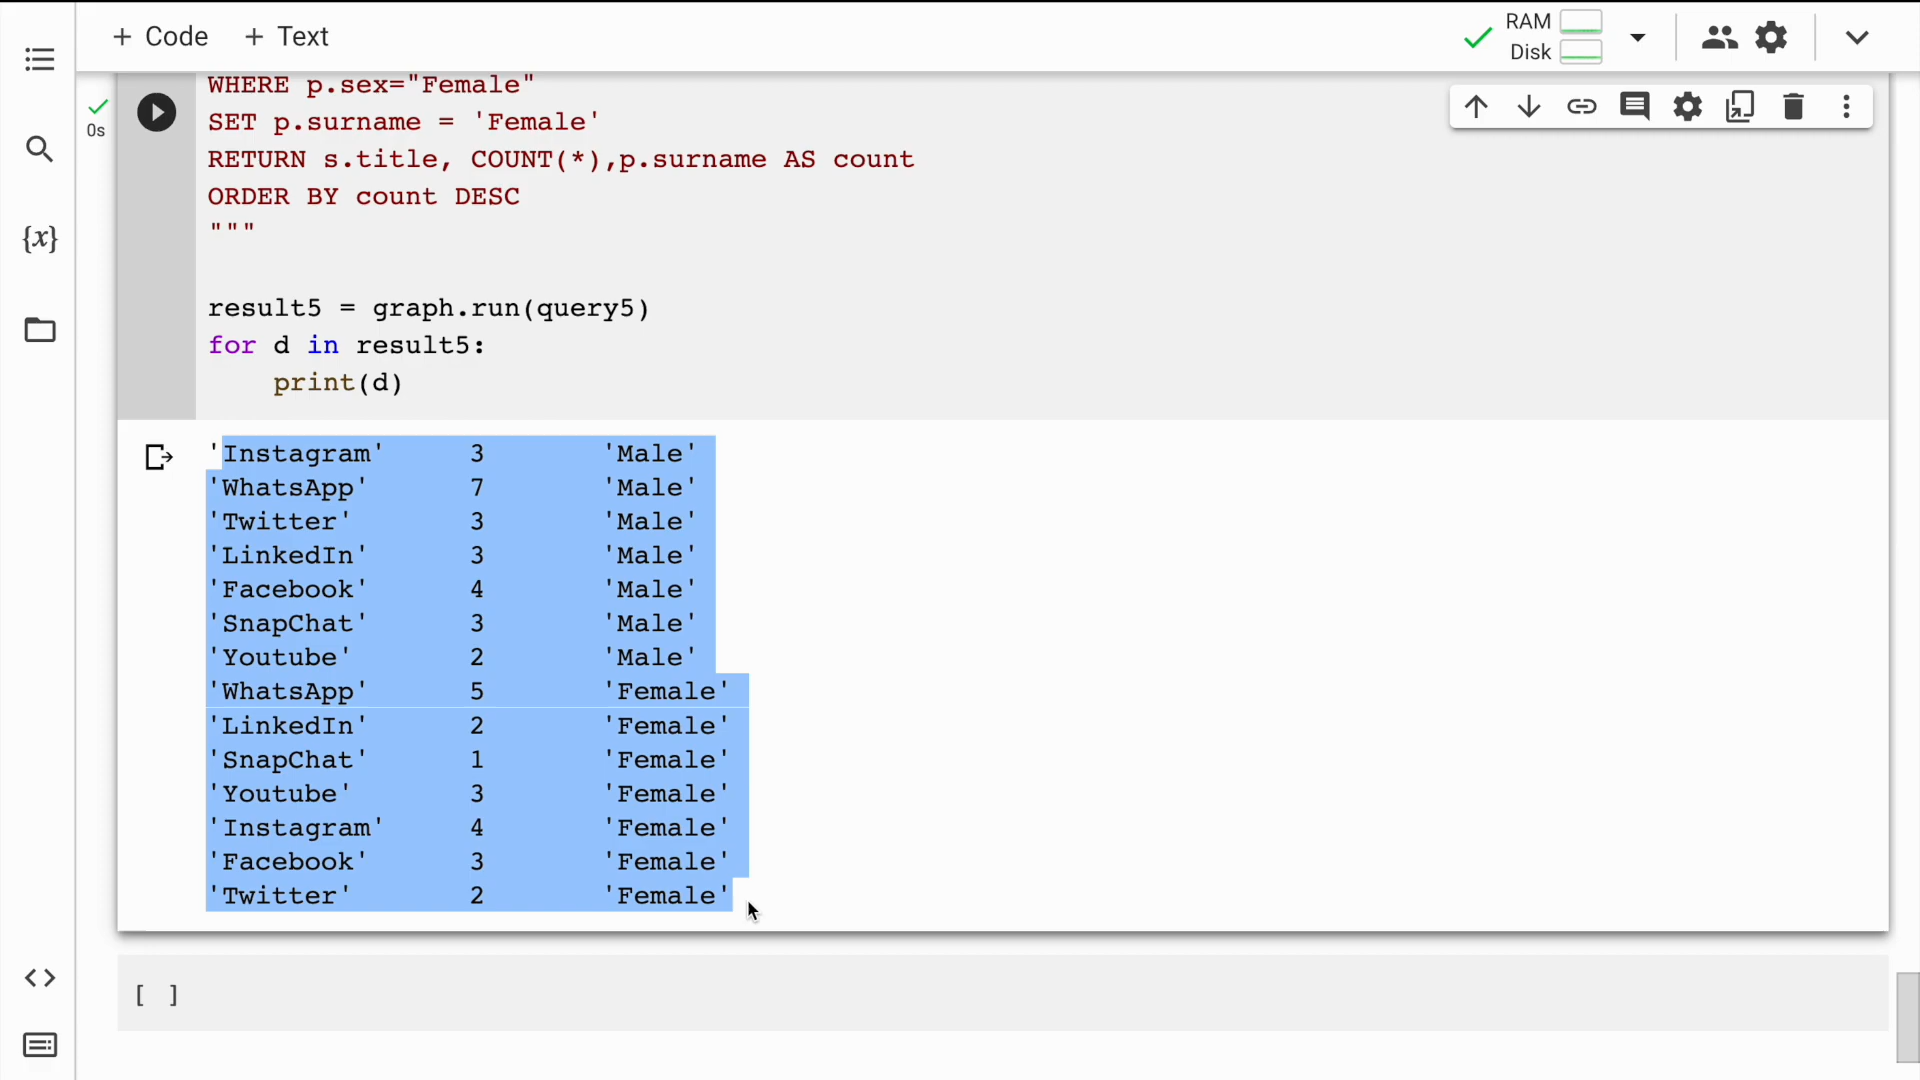 + Code + Text
RAM
Disk
0s
WHERE p.sex="Female"
SET p.surname = 'Female'
RETURN s.title, COUNT(*),p.surname AS count
ORDER BY count DESC
"""
result5 = graph.run(query5)
for d in result5:
print(d)
'Instagram' 3 'Male'
'WhatsApp' 7 'Male'
'Twitter' 3 'Male'
'LinkedIn' 3 'Male'
'Facebook' 4 'Male'
'SnapChat' 3 'Male'
'Youtube' 2 'Male'
'WhatsApp' 5 'Female'
'LinkedIn' 2 'Female'
'SnapChat' 1 'Female'
'Youtube' 3 'Female'
'Instagram' 4 'Female'
'Facebook' 3 'Female'
'Twitter' 2 'Female'
[ ]